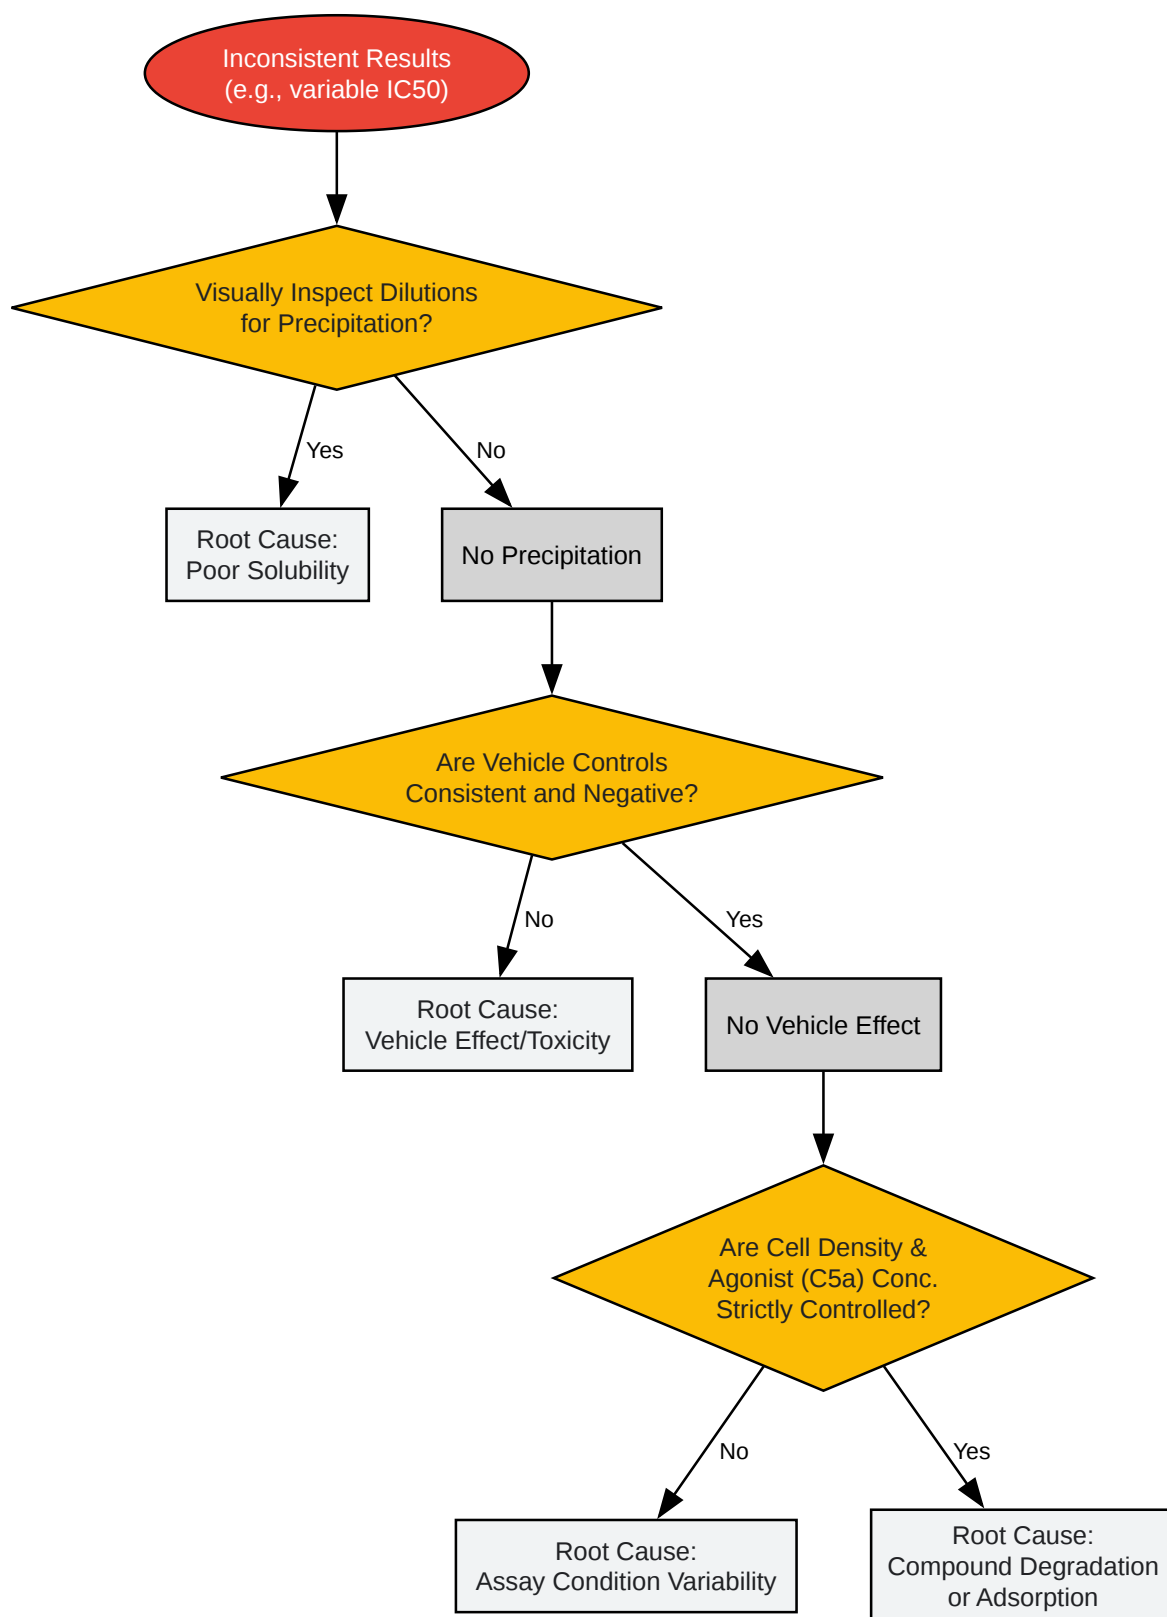 Inconsistent Results
(e.g., variable IC50)
Visually Inspect Dilutions
for Precipitation?
Yes
No
Root Cause:
Poor Solubility
No Precipitation
Are Vehicle Controls
Consistent and Negative?
No
Yes
Root Cause:
Vehicle Effect/Toxicity
No Vehicle Effect
Are Cell Density &
Agonist (C5a) Conc.
Strictly Controlled?
No
Yes
Root Cause:
Assay Condition Variability
Root Cause:
Compound Degradation
or Adsorption